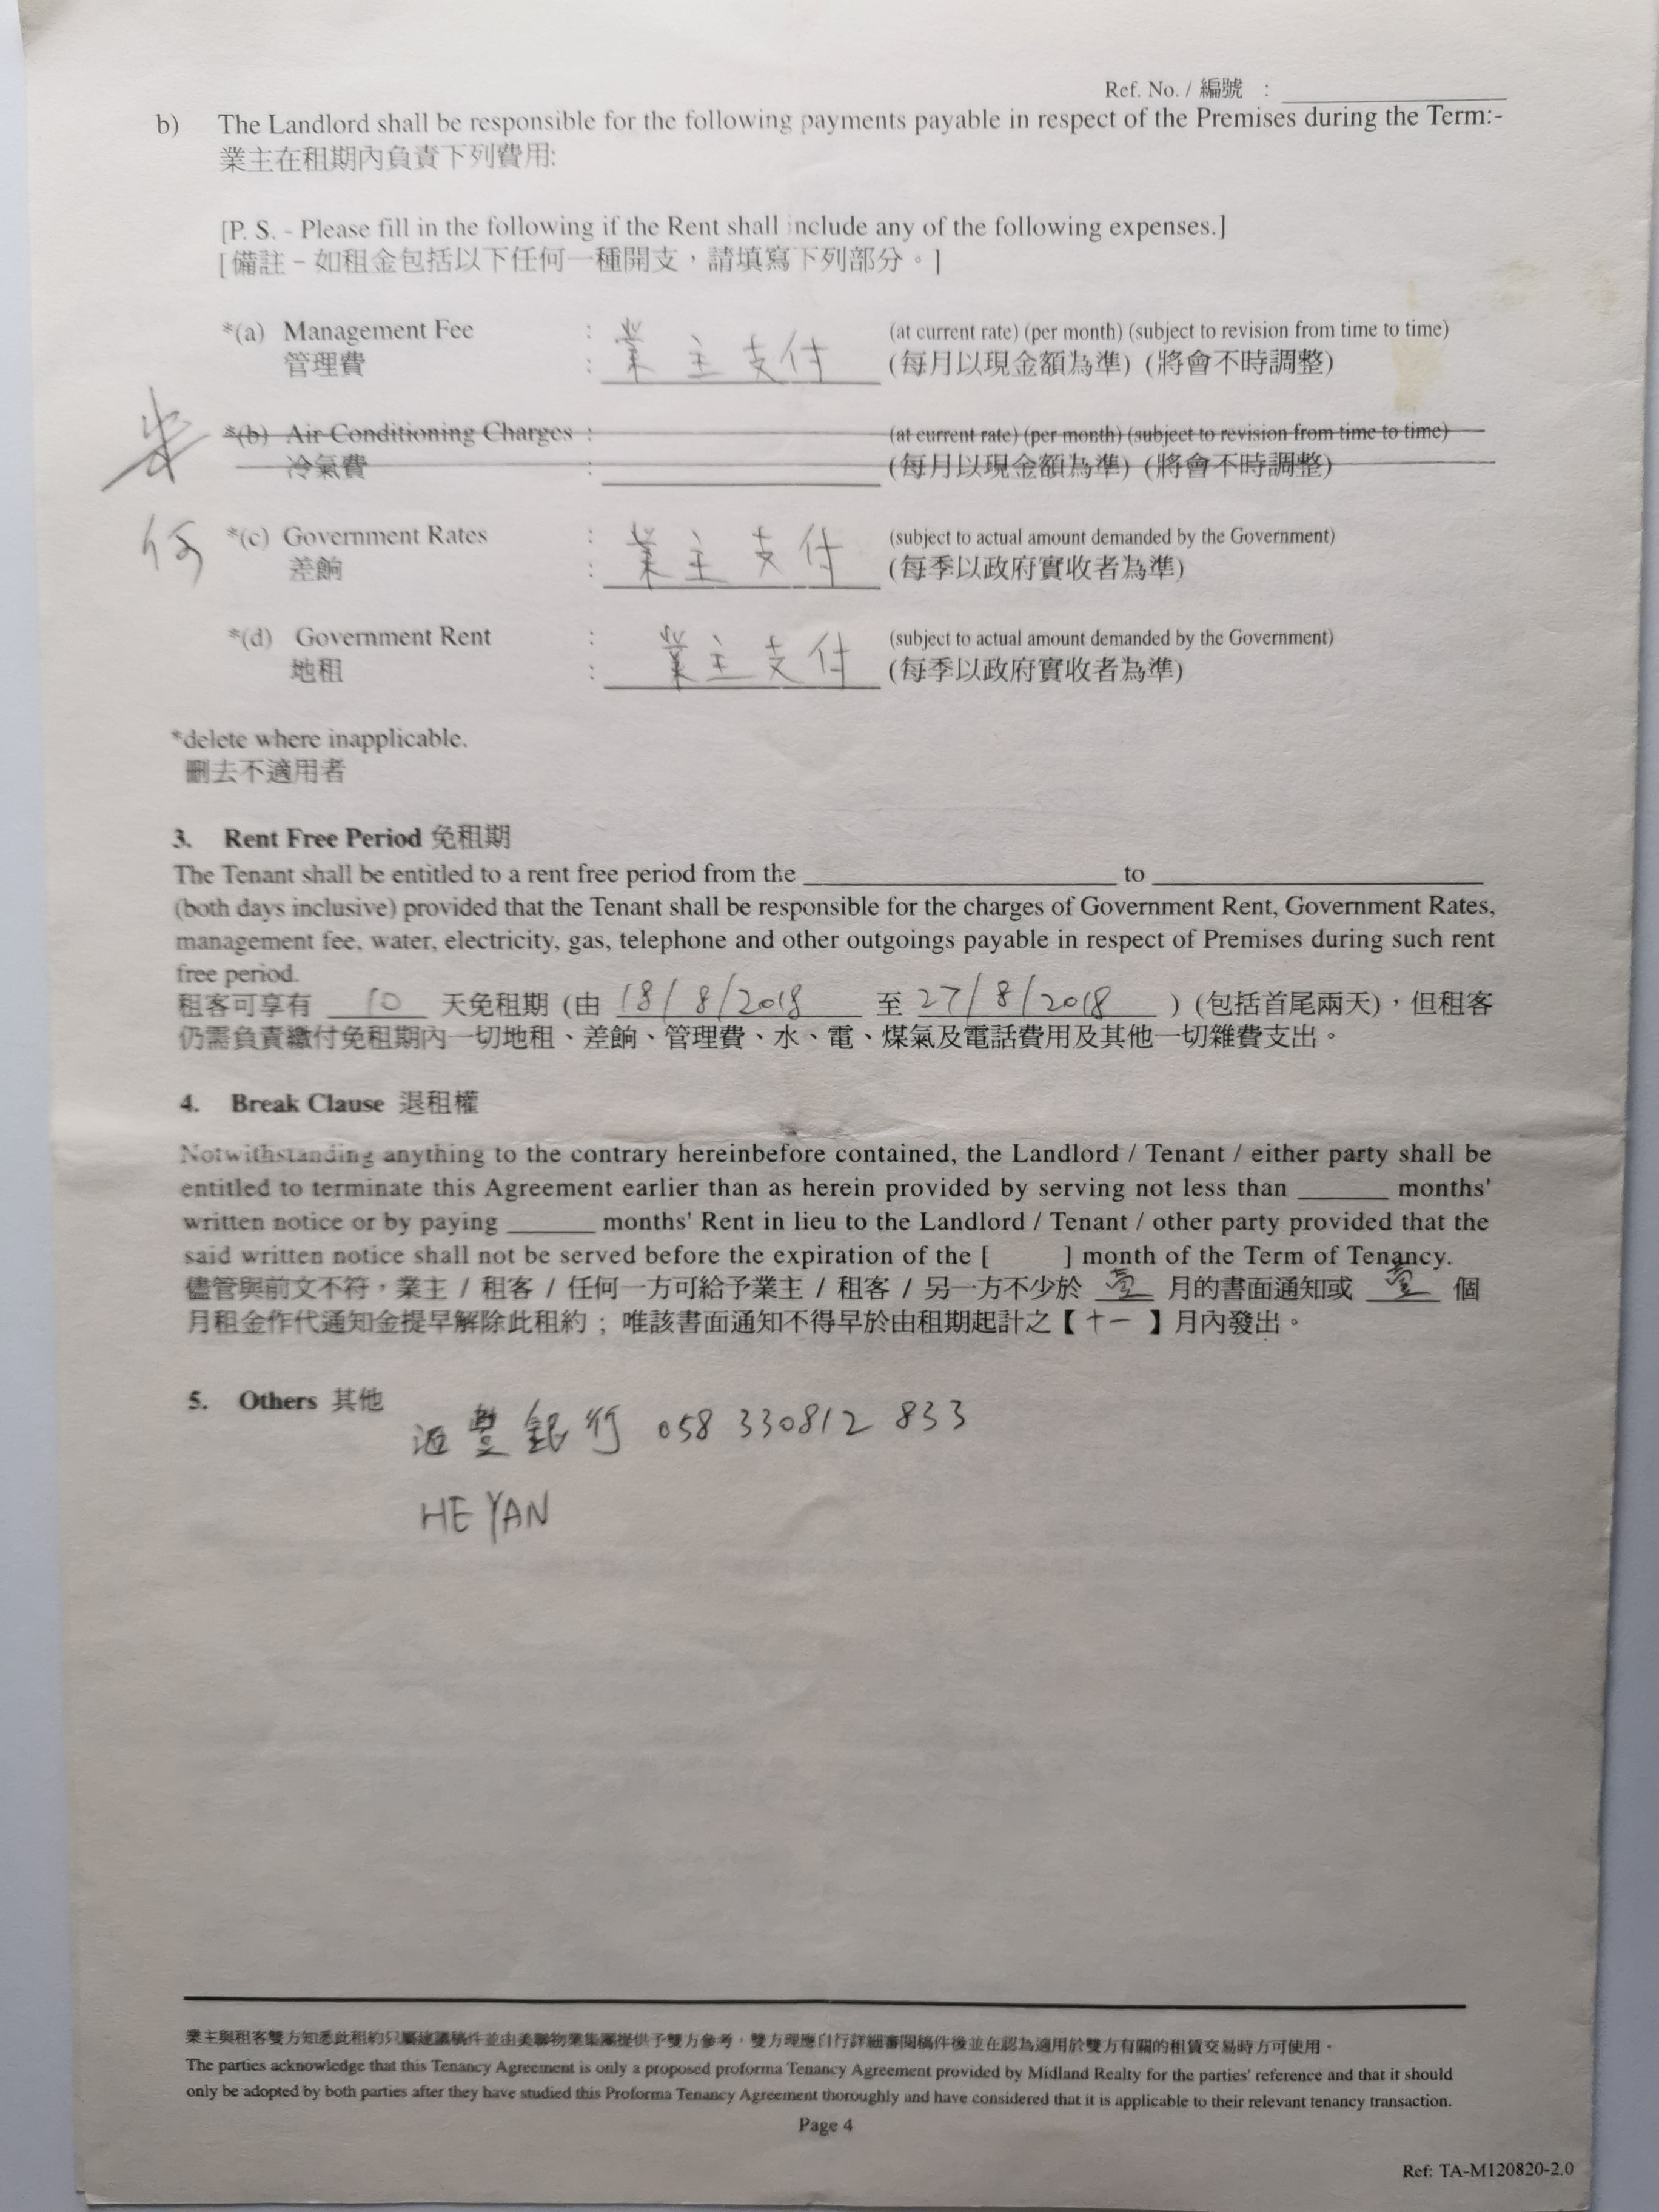 Ref. No. / 編號 :
b) The Landlord shall be responsible for the following payments payable in respect of the Premises during the Term:-
業主在租期內負責下列費用:
[P. S. - Please fill in the following if the Rent shall include any of the following expenses.]
[備註 – 如租金包括以下任何一種開支，請填寫下列部分。]
*(a) Management Fee : 業主支付 (at current rate) (per month) (subject to revision from time to time)
管理費 : (每月以現金額為準) (將會不時調整)
*(b) Air-Conditioning Charges : (at current rate) (per month) (subject to revision from time to time)
冷氣費 : (每月以現金額為準) (將會不時調整)
何 *(c) Government Rates : 業主支付 (subject to actual amount demanded by the Government)
差餉 : (每季以政府實收者為準)
*(d) Government Rent : 業主支付 (subject to actual amount demanded by the Government)
地租 : (每季以政府實收者為準)
*delete where inapplicable.
刪去不適用者
3. Rent Free Period 免租期
The Tenant shall be entitled to a rent free period from the ____ to ____
(both days inclusive) provided that the Tenant shall be responsible for the charges of Government Rent, Government Rates,
management fee, water, electricity, gas, telephone and other outgoings payable in respect of Premises during such rent
free period.
租客可享有 10 天免租期 (由 18/8/2018 至 27/8/2018 ) (包括首尾兩天)，但租客
仍需負責繳付免租期內一切地租、差餉、管理費、水、電、煤氣及電話費用及其他一切雜費支出。
4. Break Clause 退租權
Notwithstanding anything to the contrary hereinbefore contained, the Landlord / Tenant / either party shall be
entitled to terminate this Agreement earlier than as herein provided by serving not less than ____ months'
written notice or by paying ____ months' Rent in lieu to the Landlord / Tenant / other party provided that the
said written notice shall not be served before the expiration of the [ ] month of the Term of Tenancy.
儘管與前文不符，業主 / 租客 / 任何一方可給予業主 / 租客 / 另一方不少於 壹 月的書面通知或 壹 個
月租金作代通知金提早解除此租約 ; 唯該書面通知不得早於由租期起計之【十一】月內發出。
5. Others 其他
滙豐銀行 058 330812 833
HE YAN
業主與租客雙方知悉此租約只屬建議稿件並由美聯物業集團提供予雙方參考，雙方理應自行詳細審閱稿件後並在認為適用於雙方有關的租賃交易時方可使用。
The parties acknowledge that this Tenancy Agreement is only a proposed proforma Tenancy Agreement provided by Midland Realty for the parties' reference and that it should
only be adopted by both parties after they have studied this Proforma Tenancy Agreement thoroughly and have considered that it is applicable to their relevant tenancy transaction.
Page 4
Ref: TA-M120820-2.0